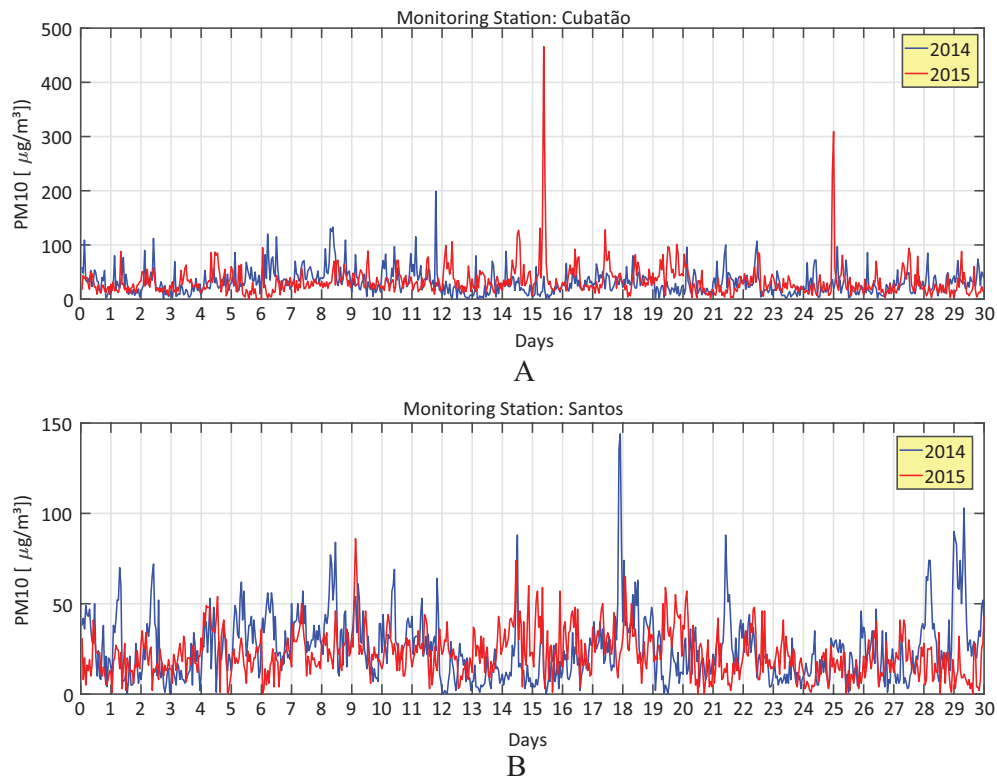 Monitoring Station: Cubatão
PM10 [ µg/m³]
500
400
300
200
100
0
2014
2015
0 1 2 3 4 5 6 7 8 9 10 11 12 13 14 15 16 17 18 19 20 21 22 23 24 25 26 27 28 29 30
Days
A
Monitoring Station: Santos
PM10 [ µg/m³])
150
100
50
0
2014
2015
0 1 2 3 4 5 6 7 8 9 10 11 12 13 14 15 16 17 18 19 20 21 22 23 24 25 26 27 28 29 30
Days
B